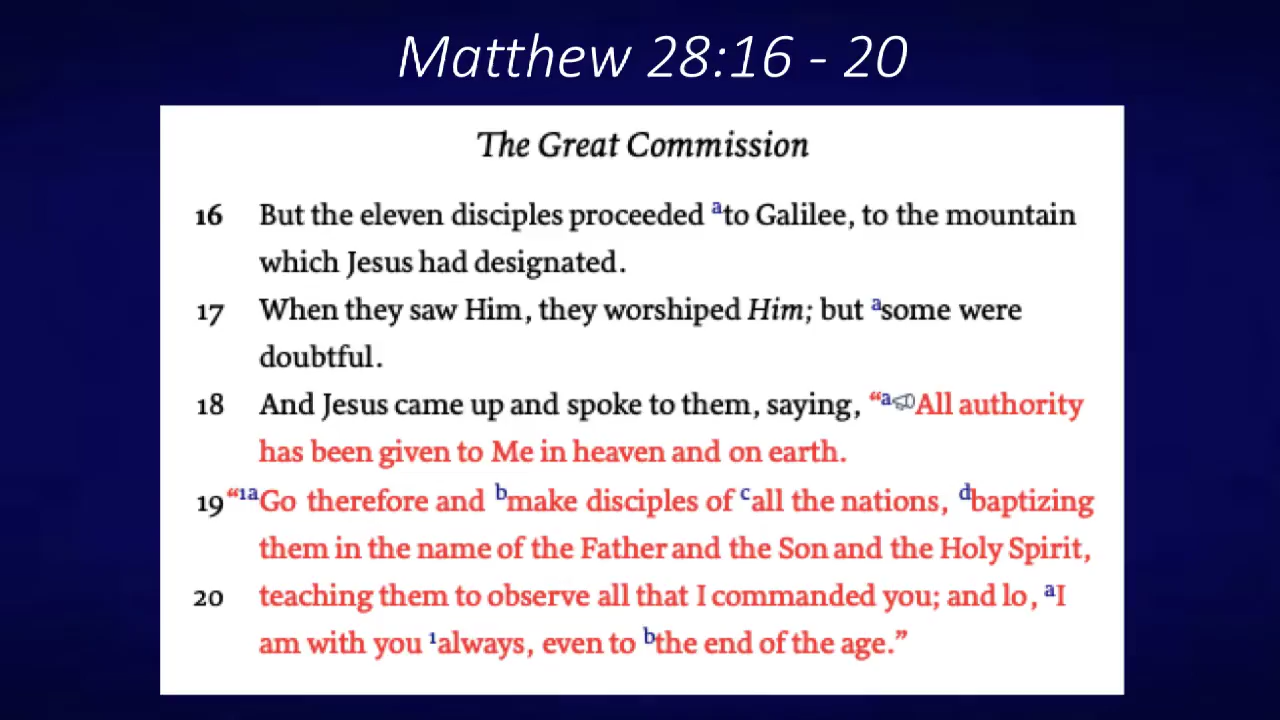 Matthew 28:16 - 20
The Great Commission
16 But the eleven disciples proceeded ato Galilee, to the mountain
which Jesus had designated.
17 When they saw Him, they worshiped Him; but asome were
doubtful.
18 And Jesus came up and spoke to them, saying, “aAll authority
has been given to Me in heaven and on earth.
19 “1aGo therefore and bmake disciples of call the nations, dbaptizing
them in the name of the Father and the Son and the Holy Spirit,
20 teaching them to observe all that I commanded you; and lo, aI
am with you 1always, even to bthe end of the age.”